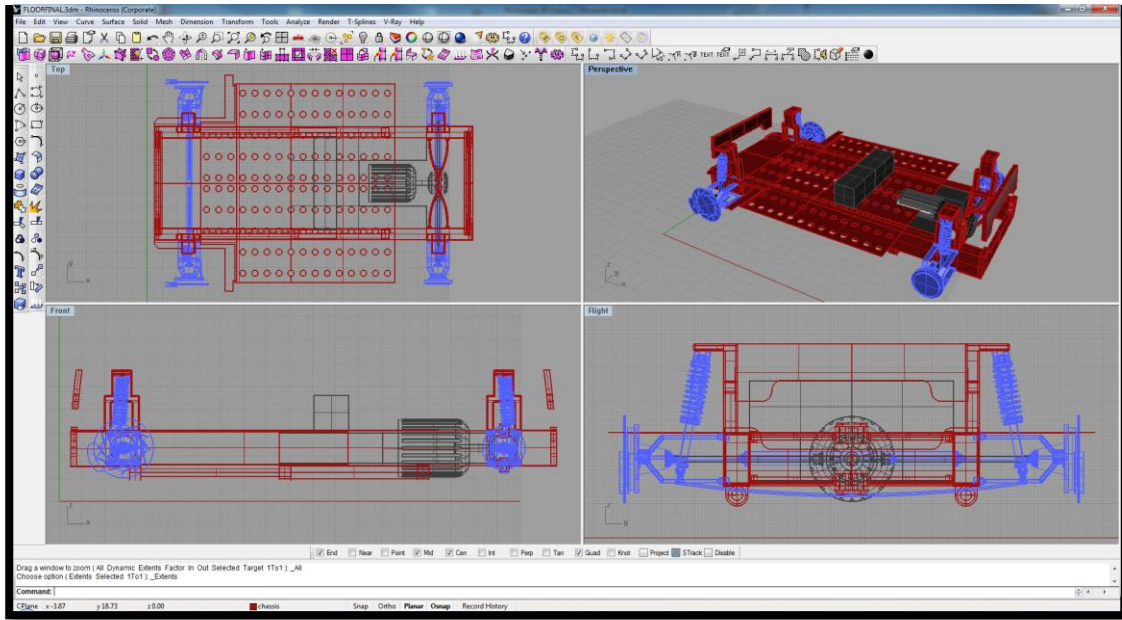 FLOORFINAL.3dm - Rhinoceros (Corporate)
File Edit View Curve Surface Solid Mesh Dimension Transform Tools Analyze Render T-Splines V-Ray Help
TEXT
Top
Perspective
z
y
x
x
Front
Right
z
x
z
y
End Near Point Mid Cen Int Perp Tan Quad Knot Project STrack Disable
Drag a window to zoom ( All Dynamic Extents Factor In Out Selected Target 1To1 ): _All
Choose option ( Extents Selected 1To1 ): _Extents
Command:
CPlane x -3.87 y 18.73 z 0.00 chassis Snap Ortho Planar Osnap Record History